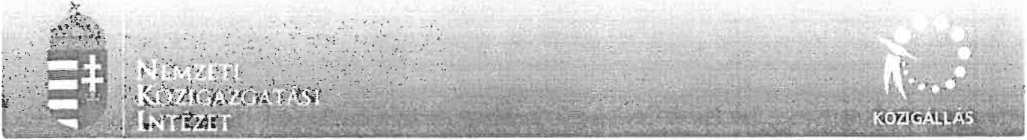 NEMZETI
KÖZIGAZGATÁSI
INTÉZET
KÖZIGÁLLÁS